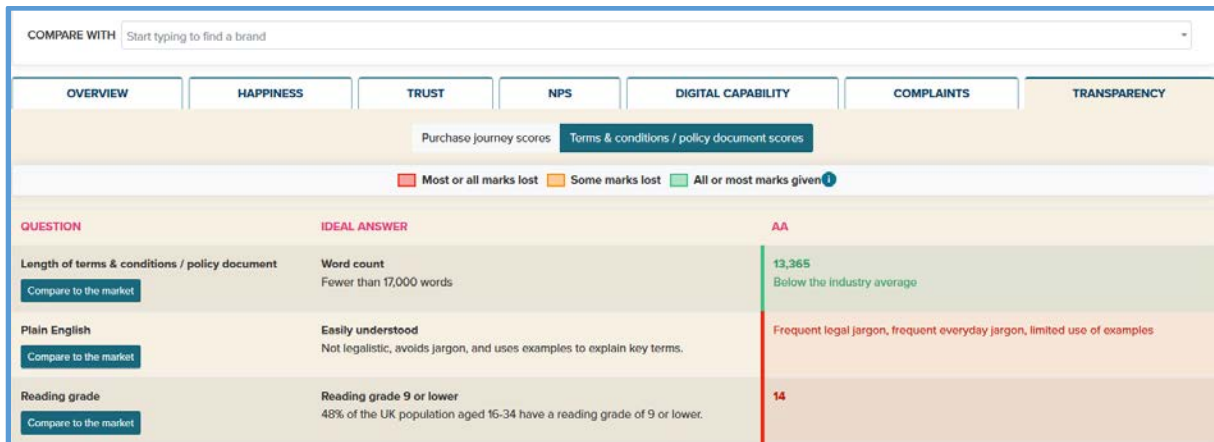 COMPARE WITH Start typing to find a brand
OVERVIEW HAPPINESS TRUST NPS DIGITAL CAPABILITY COMPLAINTS TRANSPARENCY
Purchase journey scores Terms & conditions / policy document scores
Most or all marks lost Some marks lost All or most marks given i
QUESTION IDEAL ANSWER AA
Length of terms & conditions / policy document Word count 13,365
Fewer than 17,000 words Below the industry average
Compare to the market
Plain English Easily understood Frequent legal jargon, frequent everyday jargon, limited use of examples
Not legalistic, avoids jargon, and uses examples to explain key terms.
Compare to the market
Reading grade Reading grade 9 or lower 14
48% of the UK population aged 16-34 have a reading grade of 9 or lower.
Compare to the market